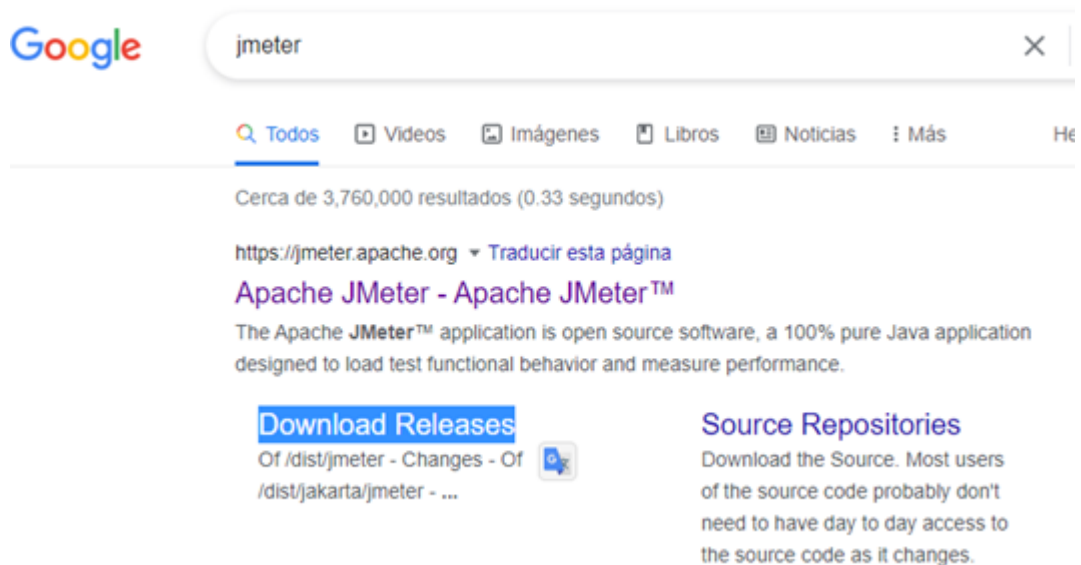 Google
jmeter
Todos Videos Imágenes Libros Noticias Más He
Cerca de 3,760,000 resultados (0.33 segundos)
https://jmeter.apache.org Traducir esta página
Apache JMeter - Apache JMeter™
The Apache JMeter™ application is open source software, a 100% pure Java application
designed to load test functional behavior and measure performance.
Download Releases
Of /dist/jmeter - Changes - Of
/dist/jakarta/jmeter - ...
Source Repositories
Download the Source. Most users
of the source code probably don't
need to have day to day access to
the source code as it changes.